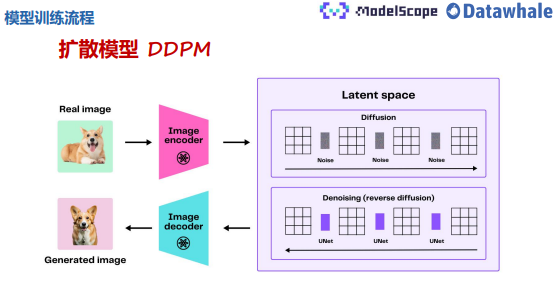 模型训练流程
ModelScope
Datawhale
扩散模型 DDPM
Real image
Image
encoder
Latent space
Diffusion
Noise
Noise
Noise
Denoising (reverse diffusion)
UNet
UNet
UNet
Image
decoder
Generated image